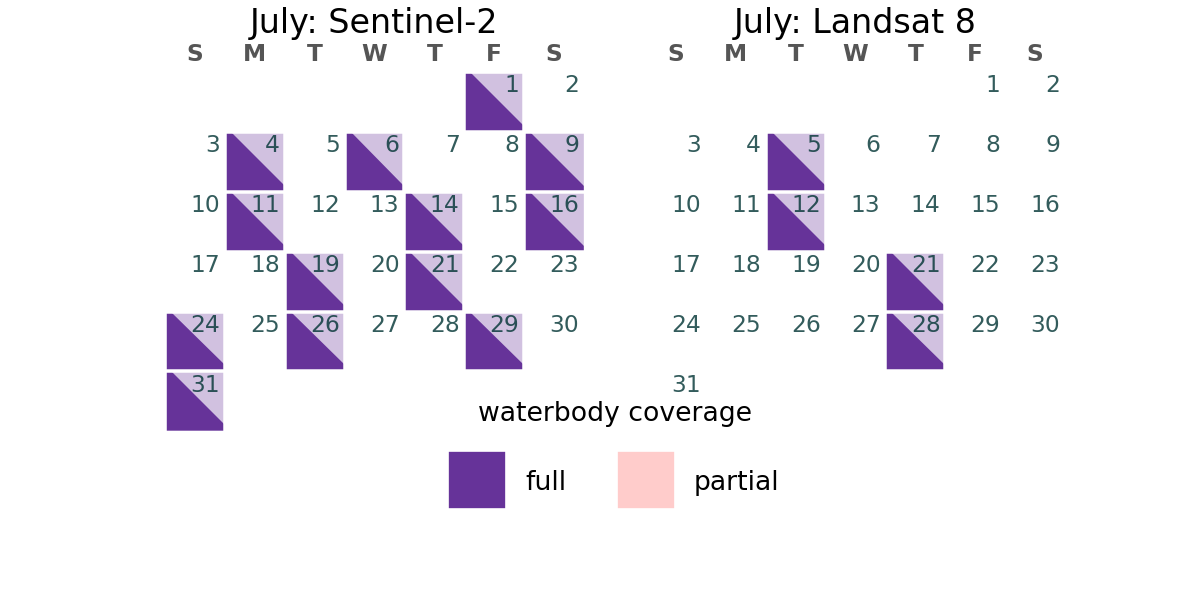 July: Sentinel-2
S M T W T F S
1 2
3 4 5 6 7 8 9
10 11 12 13 14 15 16
17 18 19 20 21 22 23
24 25 26 27 28 29 30
31
July: Landsat 8
S M T W T F S
1 2
3 4 5 6 7 8 9
10 11 12 13 14 15 16
17 18 19 20 21 22 23
24 25 26 27 28 29 30
31
waterbody coverage
full partial